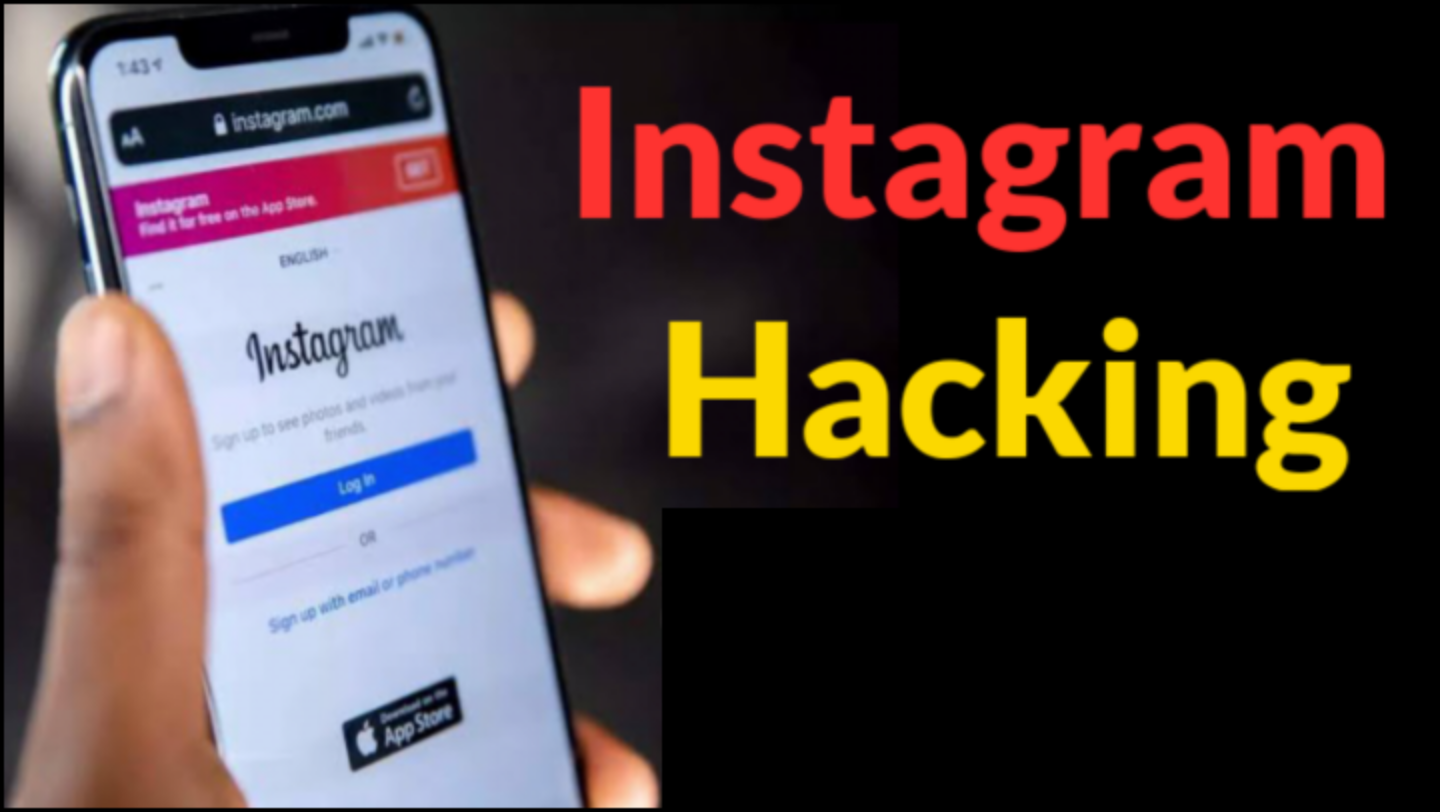 1:43
AA instagram.com
Instagram
Find it for free on the App Store.
ENGLISH
Instagram
Sign up to see photos and videos from your
friends.
Log In
OR
Sign up with email or phone number
Download on the
App Store
Instagram
Hacking